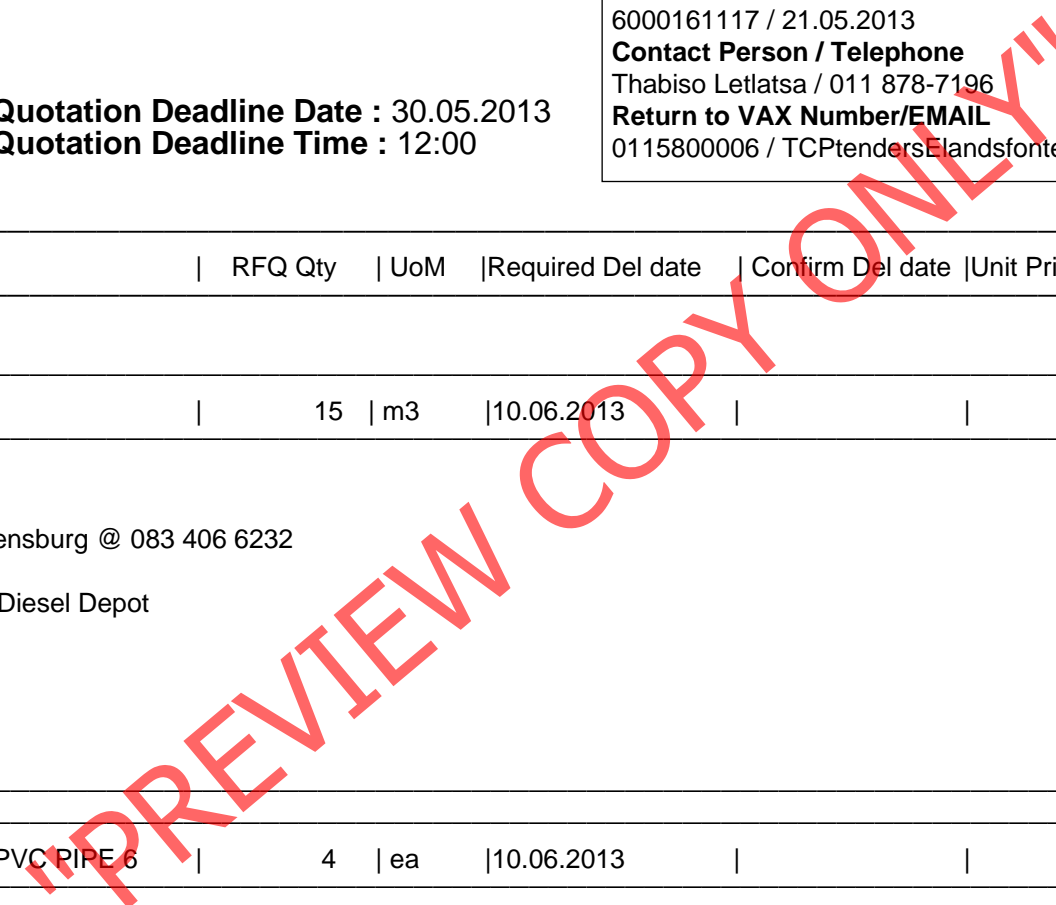 6000161117 / 21.05.2013
Contact Person / Telephone
Thabiso Letlatsa / 011 878-7196
Return to VAX Number/EMAIL
0115800006 / TCPtendersElandsfonte
Quotation Deadline Date : 30.05.2013
Quotation Deadline Time : 12:00
| RFQ Qty | UoM |Required Del date | Confirm Del date |Unit Pri
| 15 | m3 |10.06.2013 | |
ensburg @ 083 406 6232
Diesel Depot
PVC PIPE 6 | 4 | ea |10.06.2013 | |
"PREVIEW COPY ONLY"